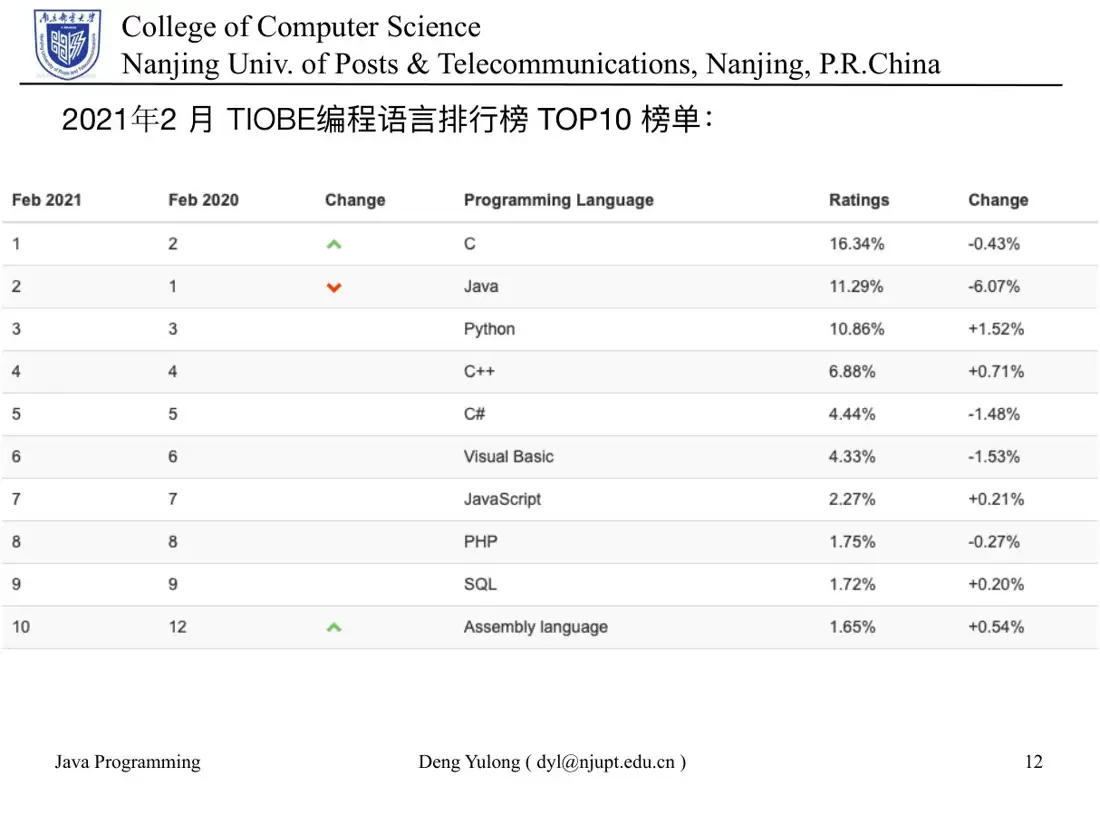 College of Computer Science
Nanjing Univ. of Posts & Telecommunications, Nanjing, P.R.China
2021年2 月 TIOBE编程语言排行榜 TOP10 榜单：
Feb 2021 Feb 2020 Change Programming Language Ratings Change
1 2 C 16.34% -0.43%
2 1 Java 11.29% -6.07%
3 3 Python 10.86% +1.52%
4 4 C++ 6.88% +0.71%
5 5 C# 4.44% -1.48%
6 6 Visual Basic 4.33% -1.53%
7 7 JavaScript 2.27% +0.21%
8 8 PHP 1.75% -0.27%
9 9 SQL 1.72% +0.20%
10 12 Assembly language 1.65% +0.54%
Java Programming Deng Yulong ( dyl@njupt.edu.cn ) 12